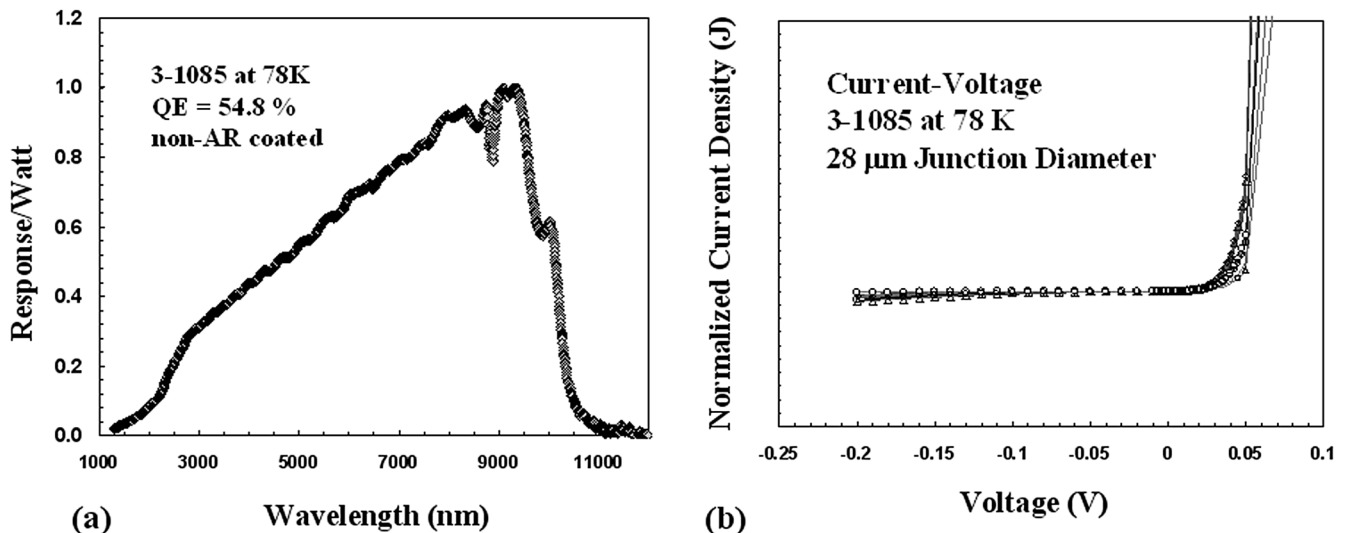 1.2
1.0
0.8
0.6
0.4
0.2
0.0
Response/Watt
3-1085 at 78K
QE = 54.8 %
non-AR coated
1000 3000 5000 7000 9000 11000
Wavelength (nm)
(a)
Normalized Current Density (J)
Current-Voltage
3-1085 at 78 K
28 μm Junction Diameter
-0.25 -0.2 -0.15 -0.1 -0.05 0 0.05 0.1
Voltage (V)
(b)